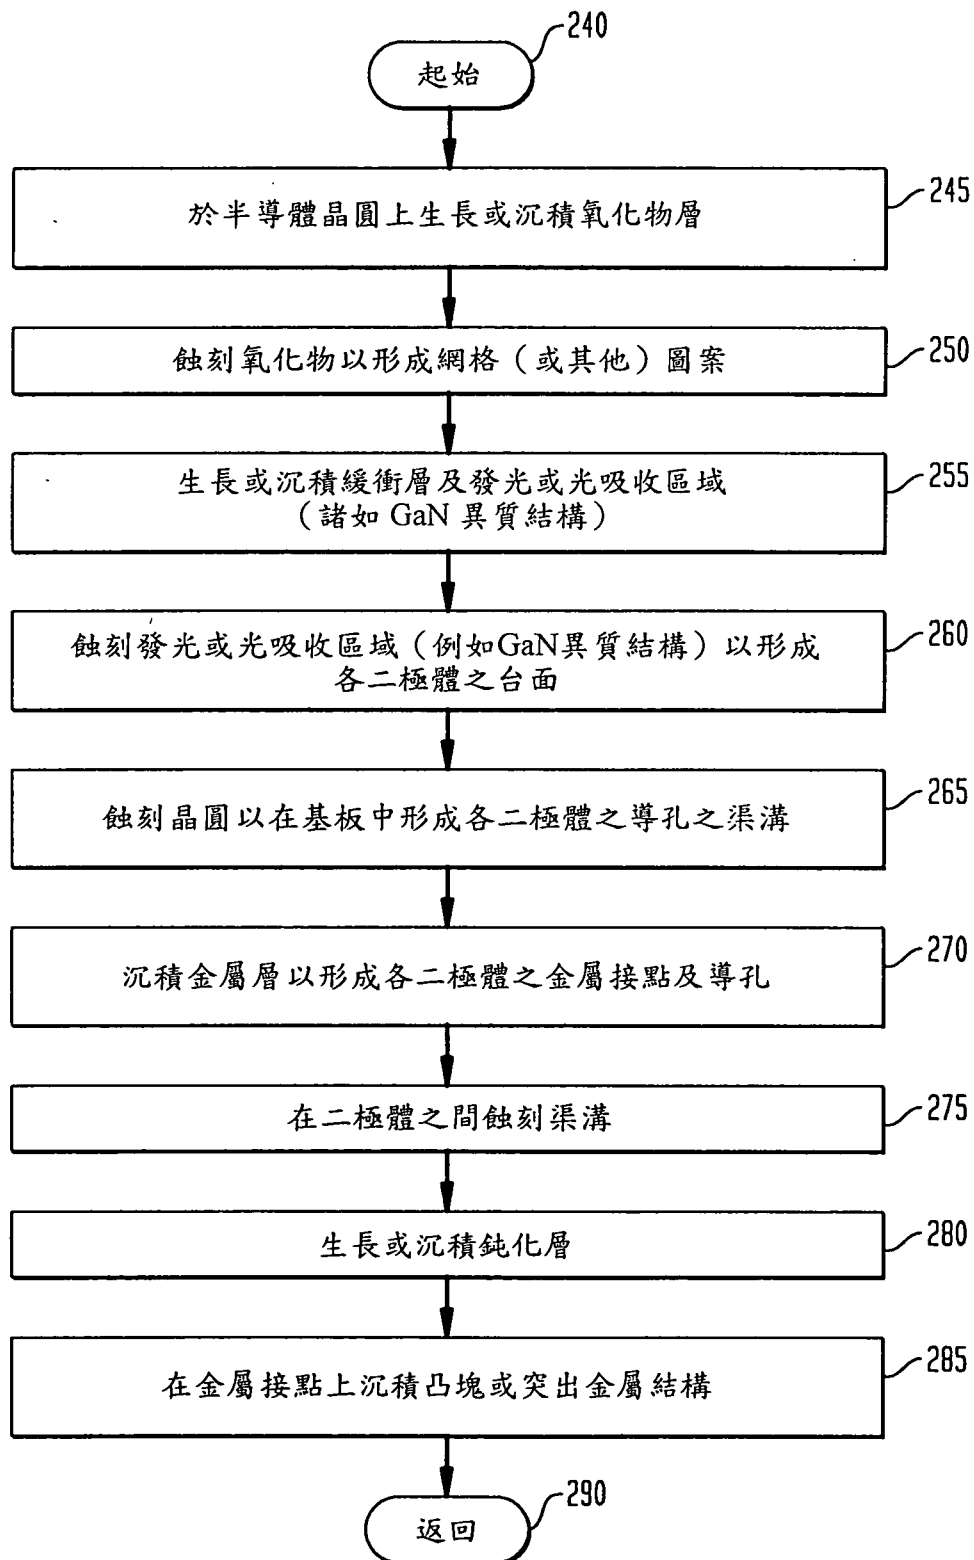 240
起始
245
於半導體晶圓上生長或沉積氧化物層
250
蝕刻氧化物以形成網格（或其他）圖案
255
生長或沉積緩衝層及發光或光吸收區域
（諸如 GaN 異質結構）
260
蝕刻發光或光吸收區域（例如GaN異質結構）以形成
各二極體之台面
265
蝕刻晶圓以在基板中形成各二極體之導孔之渠溝
270
沉積金屬層以形成各二極體之金屬接點及導孔
275
在二極體之間蝕刻渠溝
280
生長或沉積鈍化層
285
在金屬接點上沉積凸塊或突出金屬結構
290
返回